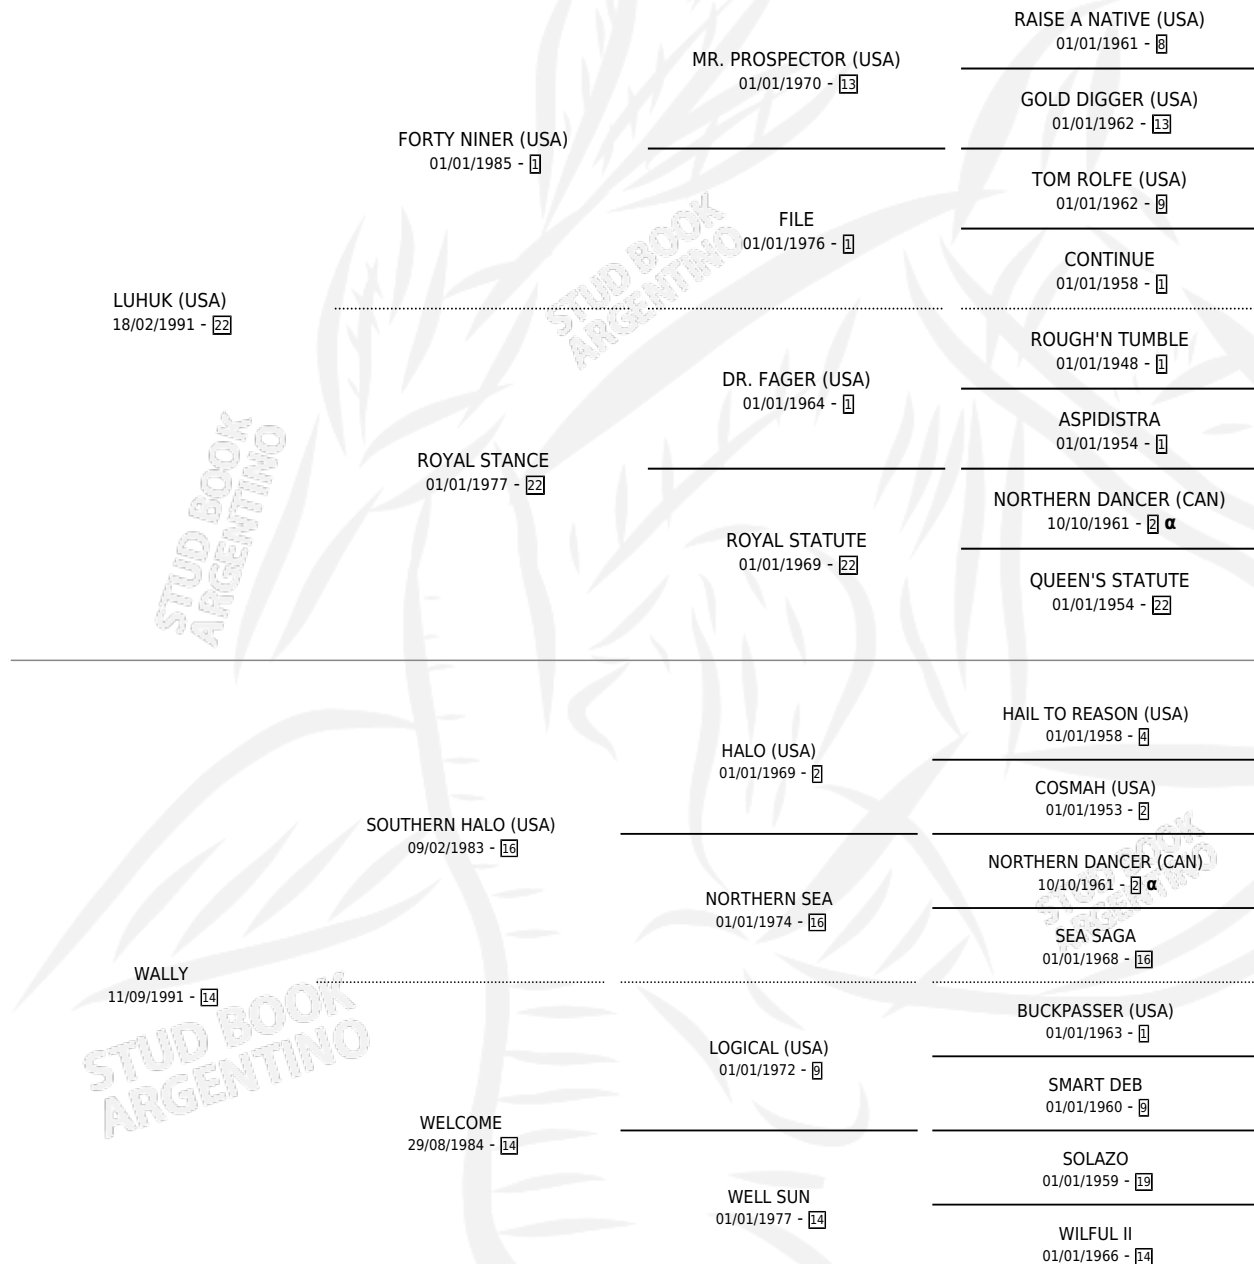 RAISE A NATIVE (USA)
01/01/1961 - 8
MR. PROSPECTOR (USA)
01/01/1970 - 13
GOLD DIGGER (USA)
01/01/1962 - 13
FORTY NINER (USA)
01/01/1985 - 1
TOM ROLFE (USA)
01/01/1962 - 9
FILE
01/01/1976 - 1
CONTINUE
01/01/1958 - 1
STUD BOOK
ARGENTINO
LUHUK (USA)
18/02/1991 - 22
ROUGH'N TUMBLE
01/01/1948 - 1
DR. FAGER (USA)
01/01/1964 - 1
ASPIDISTRA
01/01/1954 - 1
ROYAL STANCE
01/01/1977 - 22
NORTHERN DANCER (CAN)
10/10/1961 - 2 α
ROYAL STATUTE
01/01/1969 - 22
QUEEN'S STATUTE
01/01/1954 - 22
STUD BOOK
ARGENTINO
HAIL TO REASON (USA)
01/01/1958 - 4
HALO (USA)
01/01/1969 - 2
COSMAH (USA)
01/01/1953 - 2
SOUTHERN HALO (USA)
09/02/1983 - 16
NORTHERN DANCER (CAN)
10/10/1961 - 2 α
STUD BOOK
ARGENTINO
NORTHERN SEA
01/01/1974 - 16
SEA SAGA
01/01/1968 - 16
WALLY
11/09/1991 - 14
STUD BOOK
ARGENTINO
BUCKPASSER (USA)
01/01/1963 - 1
LOGICAL (USA)
01/01/1972 - 9
SMART DEB
01/01/1960 - 9
WELCOME
29/08/1984 - 14
SOLAZO
01/01/1959 - 19
WELL SUN
01/01/1977 - 14
WILFUL II
01/01/1966 - 14